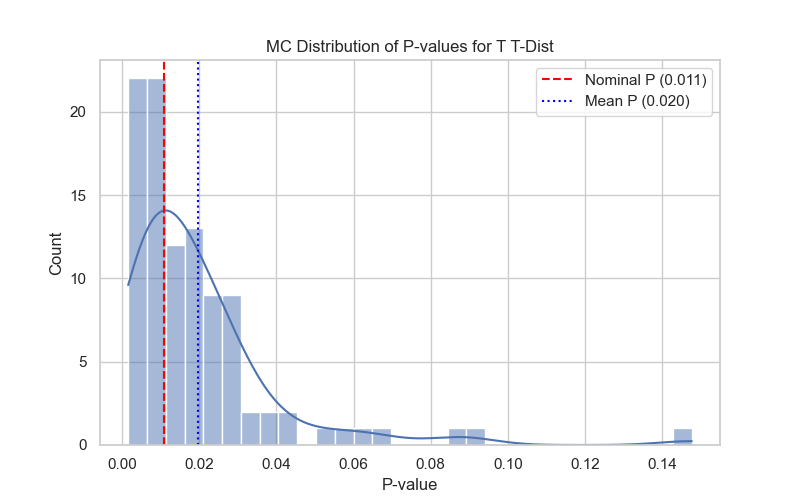 MC Distribution of P-values for T T-Dist
Nominal P (0.011)
Mean P (0.020)
Count
20
15
10
5
0
0.00 0.02 0.04 0.06 0.08 0.10 0.12 0.14
P-value